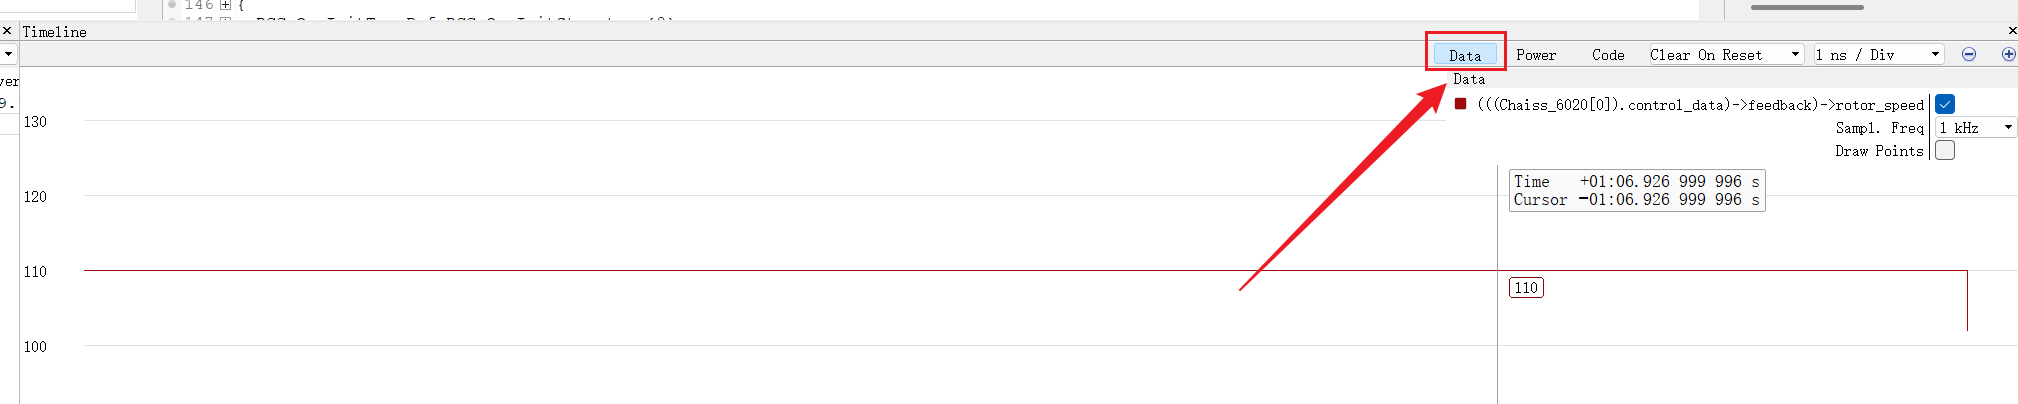 146 {
Timeline
Data Power Code Clear On Reset 1 ns / Div
ver
Data
9.
(((Chaiss_6020[0]).control_data)->feedback)->rotor_speed
130
Sampl. Freq 1 kHz
Draw Points
Time +01:06.926 999 996 s
120
Cursor -01:06.926 999 996 s
110
110
100